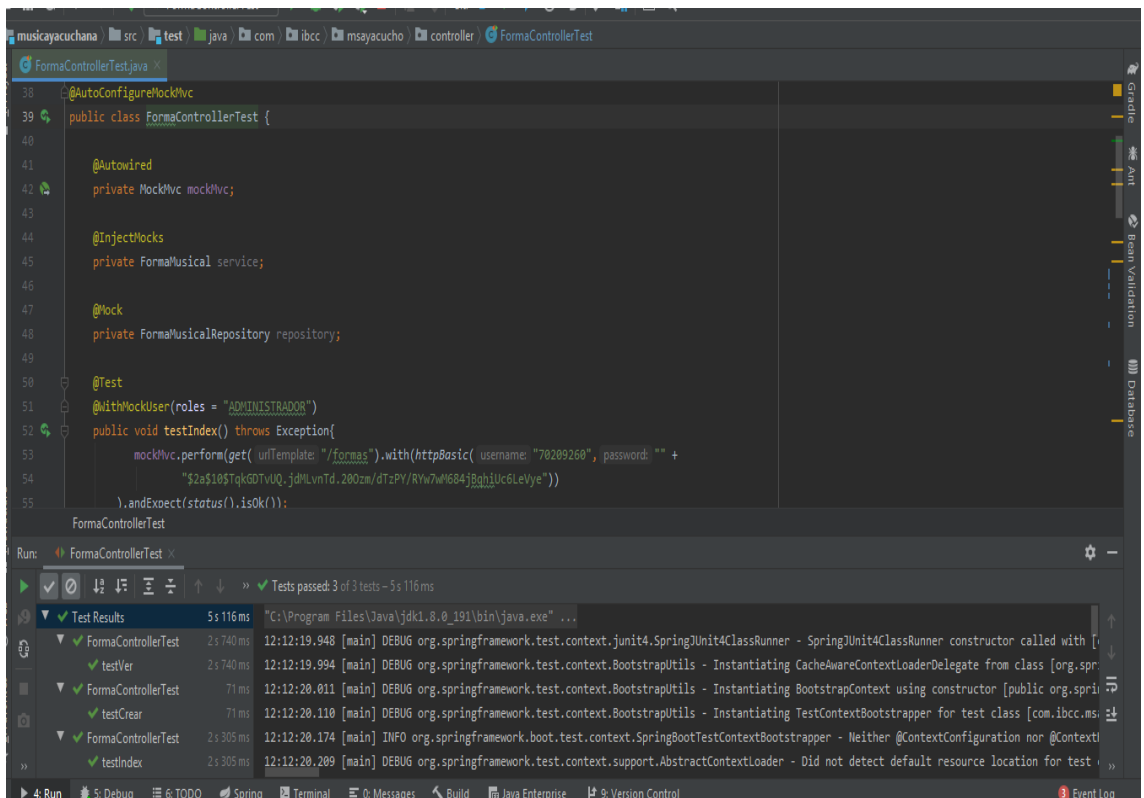 musicayacuchana › src › test › java › com › ibcc › msayacucho › controller › FormaControllerTest
FormaControllerTest.java ×
38 @AutoConfigureMockMvc
39 public class FormaControllerTest {
40
41 @Autowired
42 private MockMvc mockMvc;
43
44 @InjectMocks
45 private FormaMusical service;
46
47 @Mock
48 private FormaMusicalRepository repository;
49
50 @Test
51 @WithMockUser(roles = "ADMINISTRADOR")
52 public void testIndex() throws Exception{
53 mockMvc.perform(get( urlTemplate: "/formas").with(httpBasic( username: "70209260", password: "" +
54 "$2a$10$TqkGDTvUQ.jdMLvnTd.20Ozm/dTzPY/RYw7wM684jBqhiUc6LeVye"))
55 ).andExpect(status().isOk());
FormaControllerTest
Gradle
Ant
Bean Validation
Database
Run: FormaControllerTest ×
» Tests passed: 3 of 3 tests – 5 s 116 ms
Test Results 5 s 116 ms
FormaControllerTest 2 s 740 ms
testVer 2 s 740 ms
FormaControllerTest 71 ms
testCrear 71 ms
FormaControllerTest 2 s 305 ms
testIndex 2 s 305 ms
"C:\Program Files\Java\jdk1.8.0_191\bin\java.exe" ...
12:12:19.948 [main] DEBUG org.springframework.test.context.junit4.SpringJUnit4ClassRunner - SpringJUnit4ClassRunner constructor called with [
12:12:19.994 [main] DEBUG org.springframework.test.context.BootstrapUtils - Instantiating CacheAwareContextLoaderDelegate from class [org.spr
12:12:20.011 [main] DEBUG org.springframework.test.context.BootstrapUtils - Instantiating BootstrapContext using constructor [public org.sprin
12:12:20.110 [main] DEBUG org.springframework.test.context.BootstrapUtils - Instantiating TestContextBootstrapper for test class [com.ibcc.msa
12:12:20.174 [main] INFO org.springframework.boot.test.context.SpringBootTestContextBootstrapper - Neither @ContextConfiguration nor @Context
12:12:20.209 [main] DEBUG org.springframework.test.context.support.AbstractContextLoader - Did not detect default resource location for test
4: Run 5: Debug 6: TODO Spring Terminal 0: Messages Build Java Enterprise 9: Version Control 3 Event Log